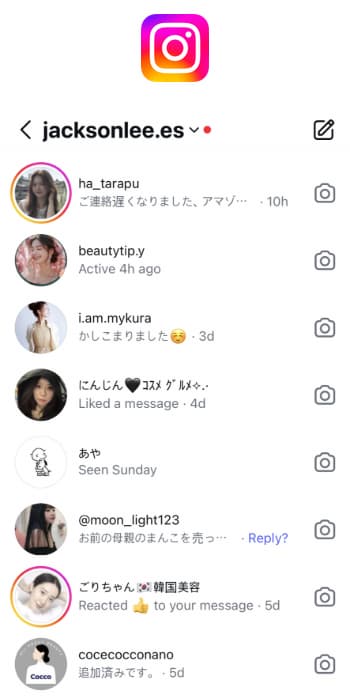 jacksonlee.es
ha_tarapu
ご連絡遅くなりました、アマゾ… · 10h
beautytip.y
Active 4h ago
i.am.mykura
かしこまりました☺️ · 3d
にんじん🖤ｺｽﾒ ｸﾞﾙﾒ✧.·
Liked a message · 4d
あや
Seen Sunday
@moon_light123
お前の母親のまんこを売っ… · Reply?
ごりちゃん🇰🇷韓国美容
Reacted 👍 to your message · 5d
cocecocconano
追加済みです。 · 5d
Cocco